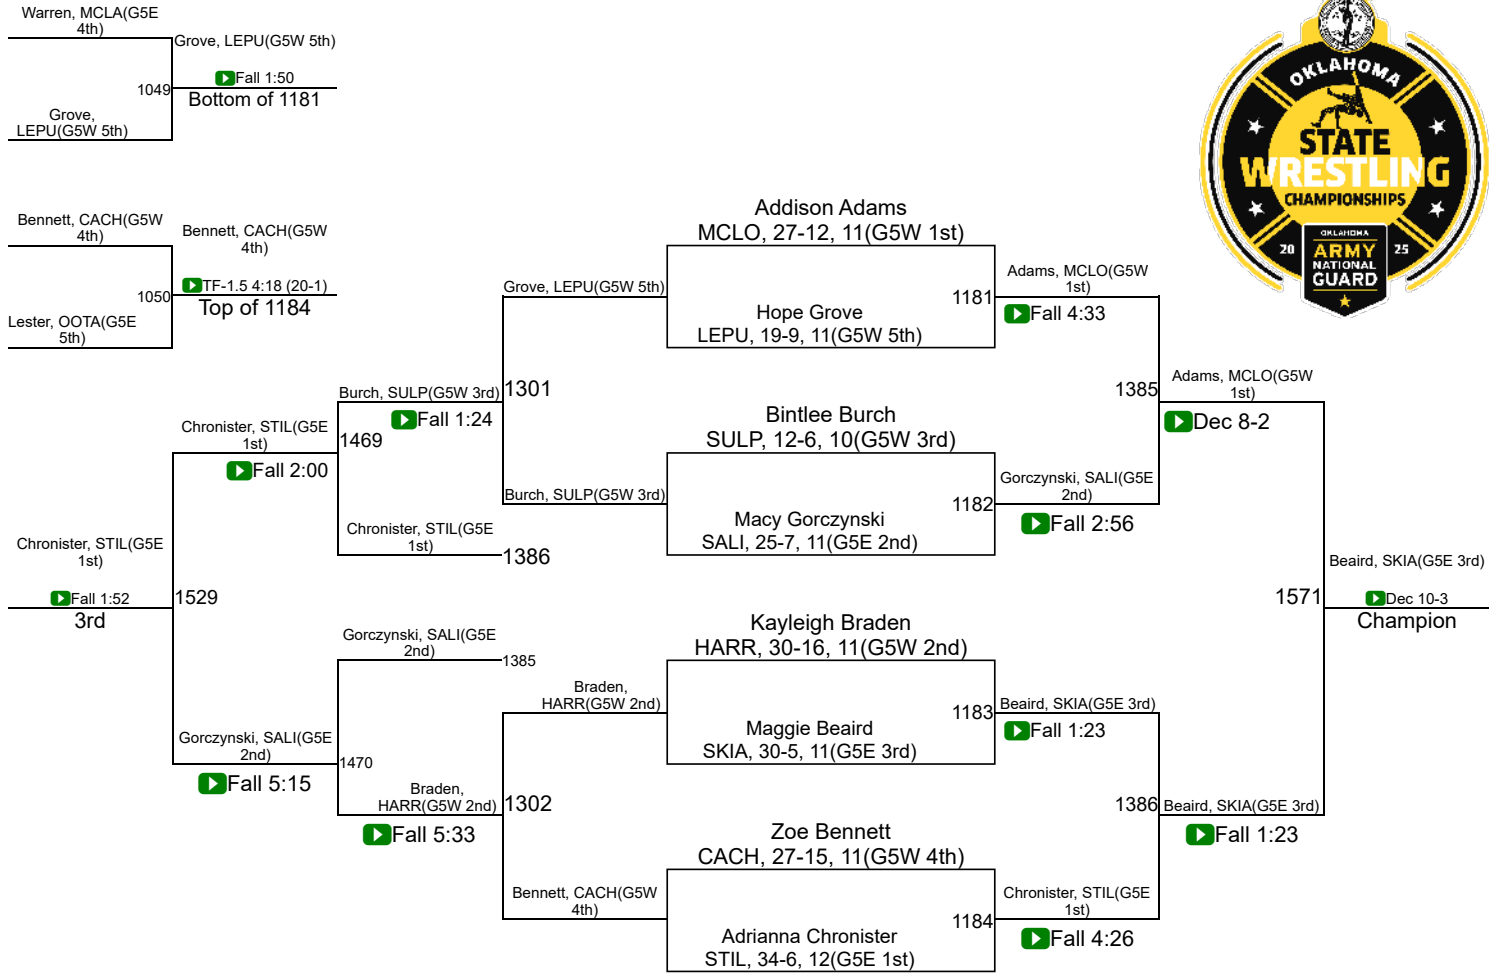 Warren, MCLA(G5E
4th)
Grove, LEPU(G5W 5th)
Fall 1:50
1049
Bottom of 1181
Grove,
LEPU(G5W 5th)
Bennett, CACH(G5W
4th)
Bennett, CACH(G5W
4th)
TF-1.5 4:18 (20-1)
1050
Top of 1184
Lester, OOTA(G5E
5th)
OKLAHOMA
STATE
WRESTLING
CHAMPIONSHIPS
OKLAHOMA
20 ARMY 25
NATIONAL
GUARD
Addison Adams
MCLO, 27-12, 11(G5W 1st)
Grove, LEPU(G5W 5th)
1181
Adams, MCLO(G5W
1st)
Fall 4:33
Hope Grove
LEPU, 19-9, 11(G5W 5th)
Burch, SULP(G5W 3rd)
1301
Fall 1:24
1385
Adams, MCLO(G5W
1st)
Dec 8-2
Bintlee Burch
SULP, 12-6, 10(G5W 3rd)
Chronister, STIL(G5E
1st)
1469
Fall 2:00
Burch, SULP(G5W 3rd)
1182
Gorczynski, SALI(G5E
2nd)
Fall 2:56
Macy Gorczynski
SALI, 25-7, 11(G5E 2nd)
Chronister, STIL(G5E
1st)
1386
Chronister, STIL(G5E
1st)
Fall 1:52
3rd
1529
1571
Beaird, SKIA(G5E 3rd)
Dec 10-3
Champion
Kayleigh Braden
HARR, 30-16, 11(G5W 2nd)
Gorczynski, SALI(G5E
2nd)
1385
Braden,
HARR(G5W 2nd)
1183
Beaird, SKIA(G5E 3rd)
Fall 1:23
Maggie Beaird
SKIA, 30-5, 11(G5E 3rd)
Gorczynski, SALI(G5E
2nd)
1470
Fall 5:15
Braden,
HARR(G5W 2nd)
1302
Fall 5:33
1386
Beaird, SKIA(G5E 3rd)
Fall 1:23
Zoe Bennett
CACH, 27-15, 11(G5W 4th)
Bennett, CACH(G5W
4th)
1184
Chronister, STIL(G5E
1st)
Fall 4:26
Adrianna Chronister
STIL, 34-6, 12(G5E 1st)